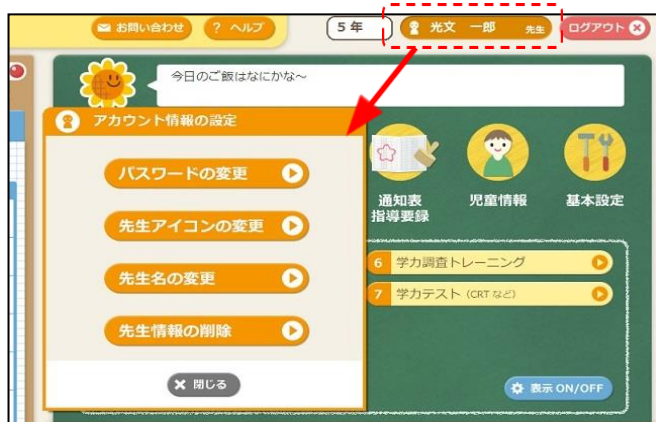 お問い合わせ
? ヘルプ
5 年
光文 一郎 先生
ログアウト
今日のご飯はなにかな～
アカウント情報の設定
パスワードの変更
先生アイコンの変更
先生名の変更
先生情報の削除
閉じる
通知表
指導要録
児童情報
基本設定
6 学力調査トレーニング
7 学力テスト（CRT など）
表示 ON/OFF